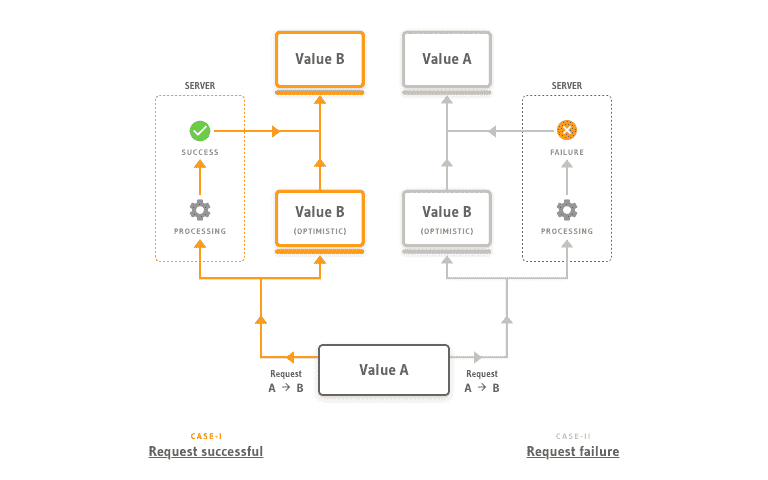 Value B
Value A
SERVER
SERVER
SUCCESS
FAILURE
Value B
(OPTIMISTIC)
Value B
(OPTIMISTIC)
PROCESSING
PROCESSING
Value A
Request
A → B
Request
A → B
CASE-I
Request successful
CASE-II
Request failure